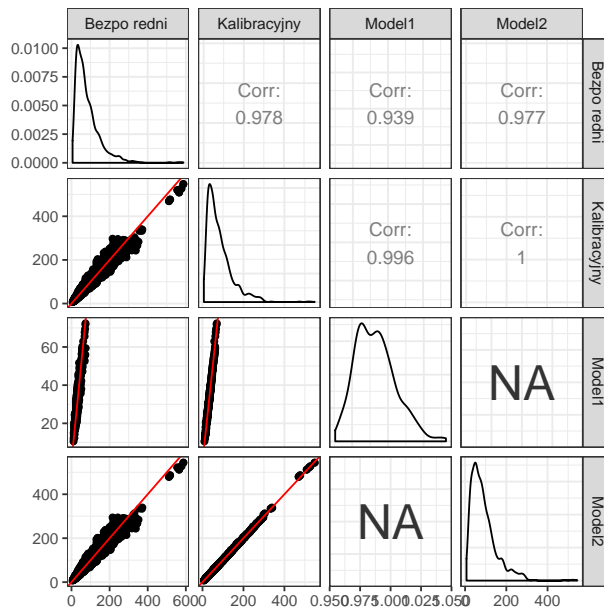 Bezpo redni Kalibracyjny Model1 Model2
0.0100
0.0075
0.0050
0.0025
0.0000
Corr:
0.978
Corr:
0.939
Corr:
0.977
Bezpo redni
400
200
0
Corr:
0.996
Corr:
1
Kalibracyjny
60
40
20
NA
Model1
400
200
0
NA
Model2
0 200 400 600 0 200 400 0.950 0.975 1.000 1.025 1.050 0 200 400